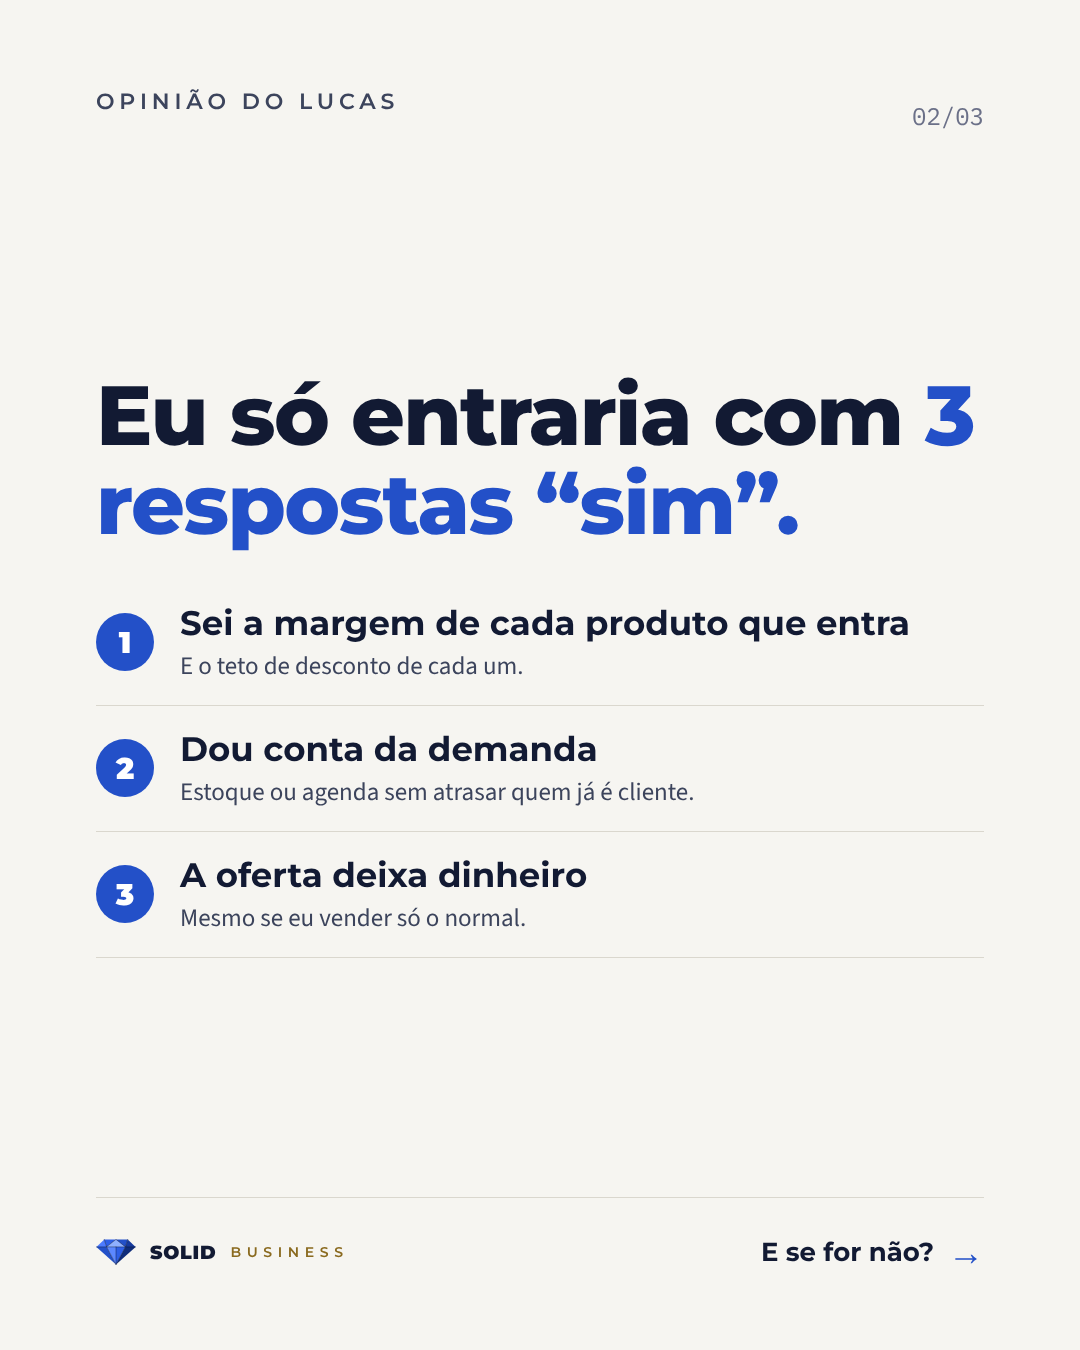 OPINIÃO DO LUCAS
02/03
Eu só entraria com 3
respostas “sim”.
1
Sei a margem de cada produto que entra
E o teto de desconto de cada um.
2
Dou conta da demanda
Estoque ou agenda sem atrasar quem já é cliente.
3
A oferta deixa dinheiro
Mesmo se eu vender só o normal.
SOLID BUSINESS
E se for não? →